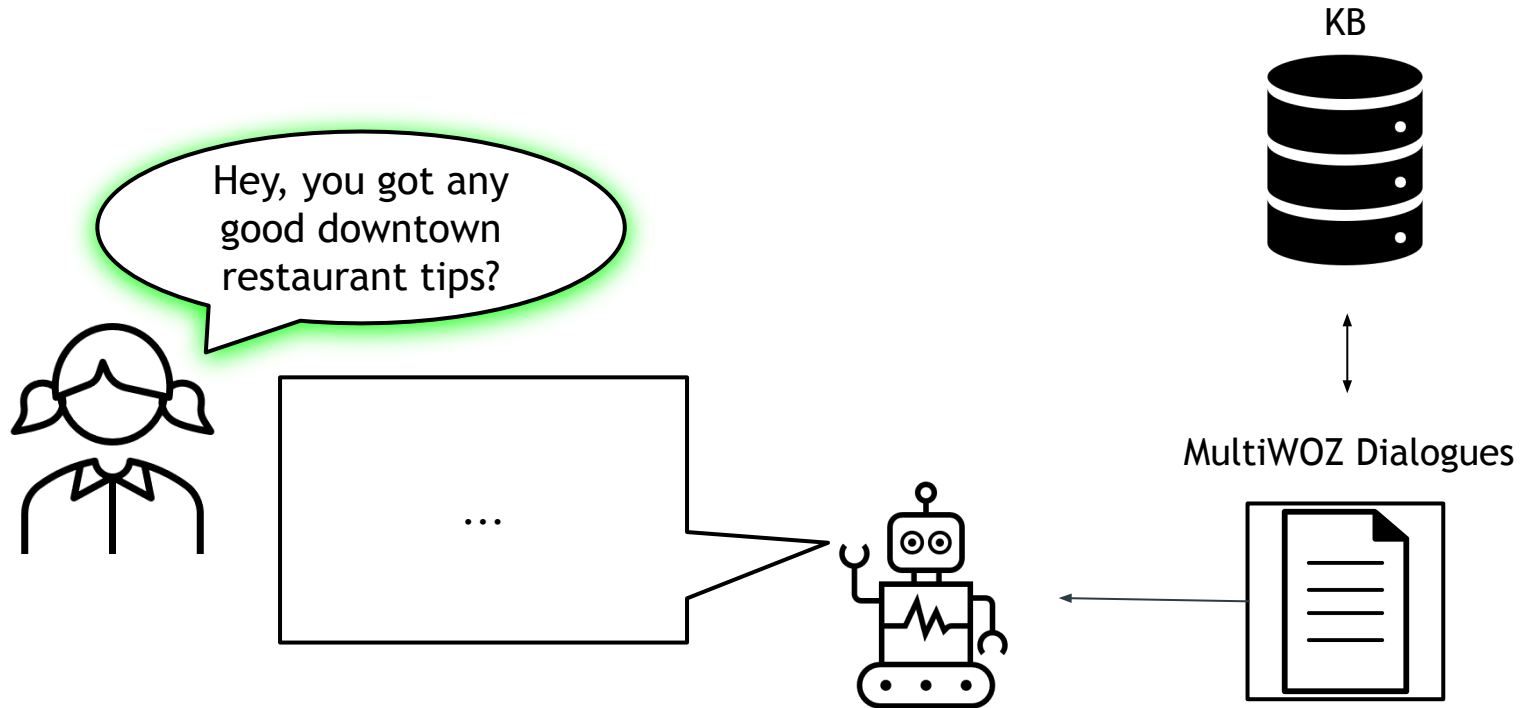 KB
Hey, you got any
good downtown
restaurant tips?
MultiWOZ Dialogues
...